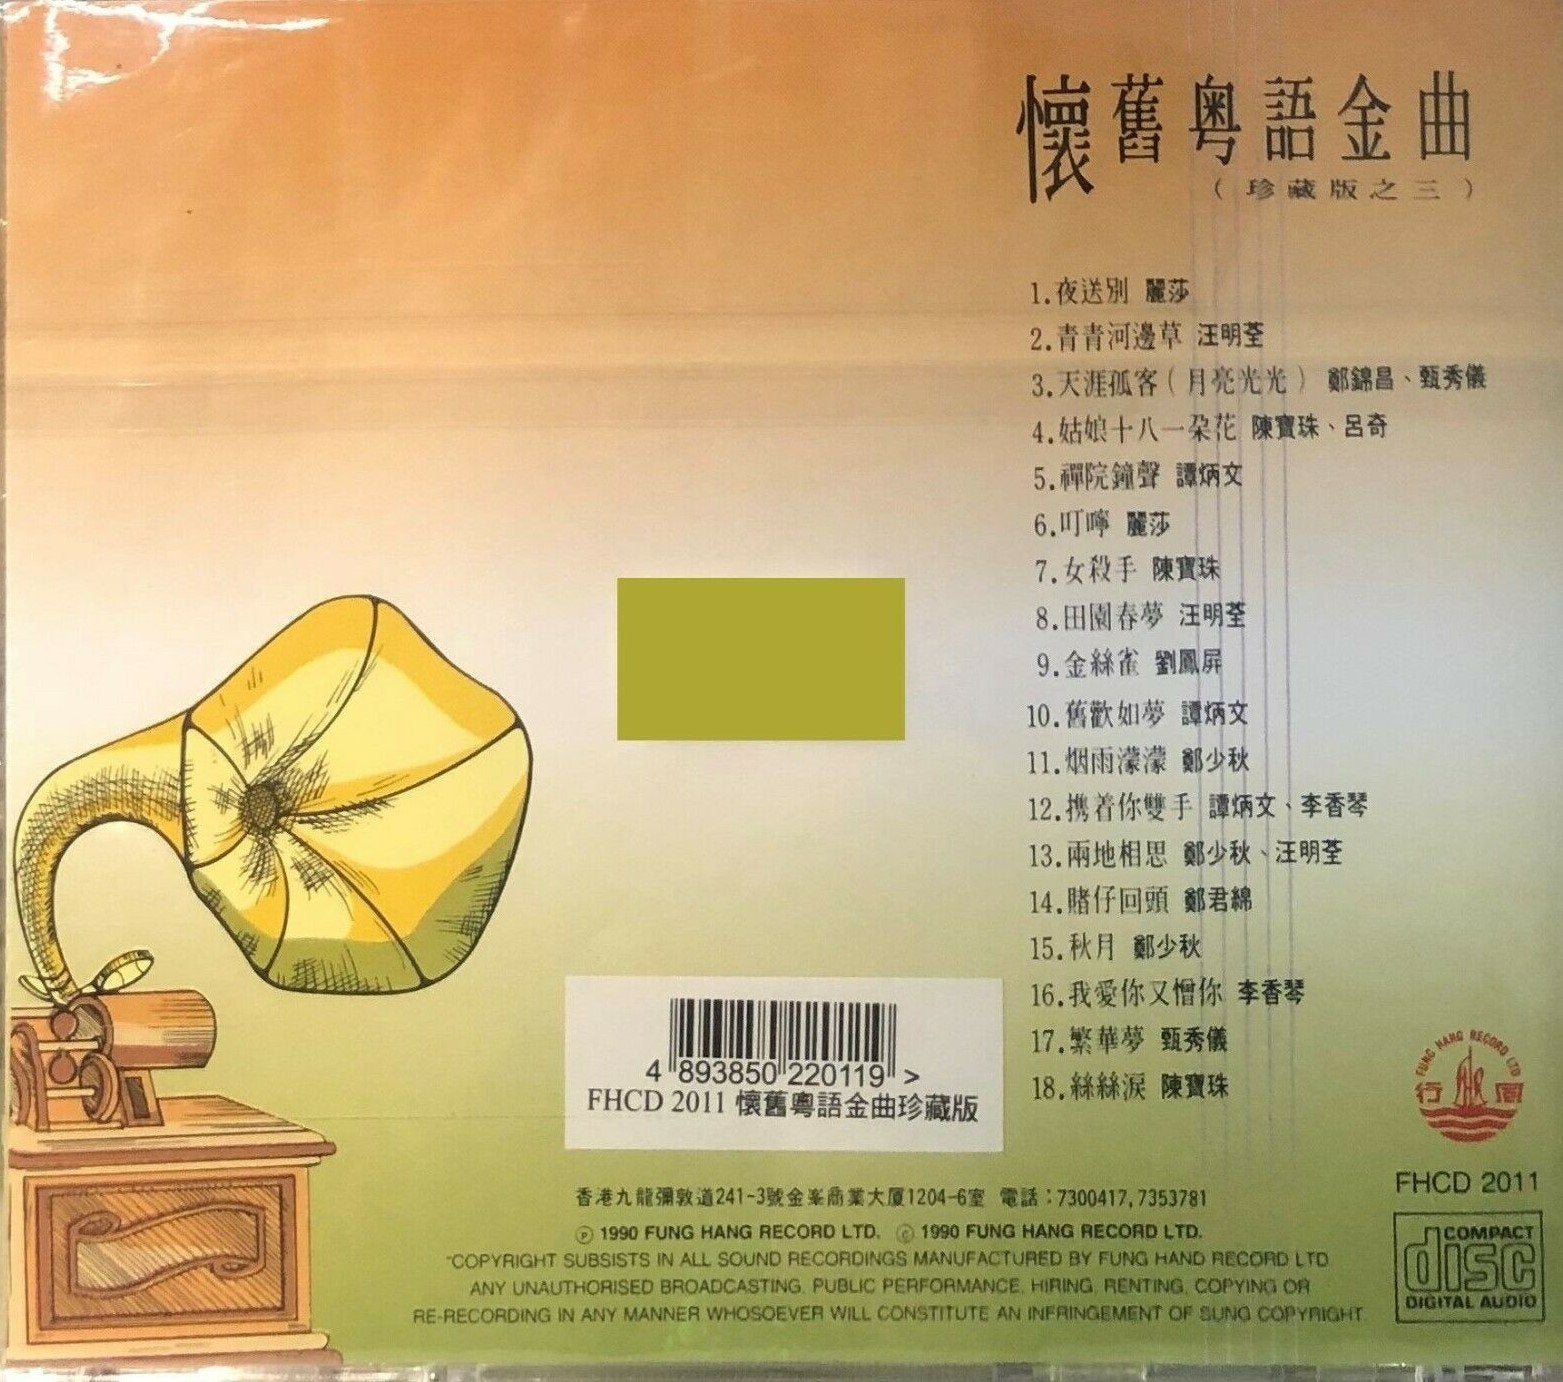 懷舊粤語金曲
（珍藏版之三）
1.夜送別 麗莎
2.青青河邊草 汪明荃
3.天涯孤客（月亮光光） 鄭錦昌、甄秀儀
4.姑娘十八一朵花 陳寶珠、呂奇
5.禪院鐘聲 譚炳文
6.叮嚀 麗莎
7.女殺手 陳寶珠
8.田園春夢 汪明荃
9.金絲雀 劉鳳屏
10.舊歡如夢 譚炳文
11.烟雨濛濛 鄭少秋
12.携着你雙手 譚炳文、李香琴
13.兩地相思 鄭少秋、汪明荃
14.賭仔回頭 鄭君綿
15.秋月 鄭少秋
16.我愛你又憎你 李香琴
17.繁華夢 甄秀儀
18.絲絲淚 陳寶珠
4 893850 220119 >
FHCD 2011 懷舊粵語金曲珍藏版
FUNG HANG RECORD LTD
行風
FHCD 2011
COMPACT
disc
DIGITAL AUDIO
香港九龍彌敦道241-3號金峯商業大厦1204-6室 電話：7300417,7353781
Ⓟ 1990 FUNG HANG RECORD LTD. © 1990 FUNG HANG RECORD LTD.
"COPYRIGHT SUBSISTS IN ALL SOUND RECORDINGS MANUFACTURED BY FUNG HAND RECORD LTD
ANY UNAUTHORISED BROADCASTING, PUBLIC PERFORMANCE, HIRING, RENTING, COPYING OR
RE-RECORDING IN ANY MANNER WHOSOEVER WILL CONSTITUTE AN INFRINGEMENT OF SUNG COPYRIGHT